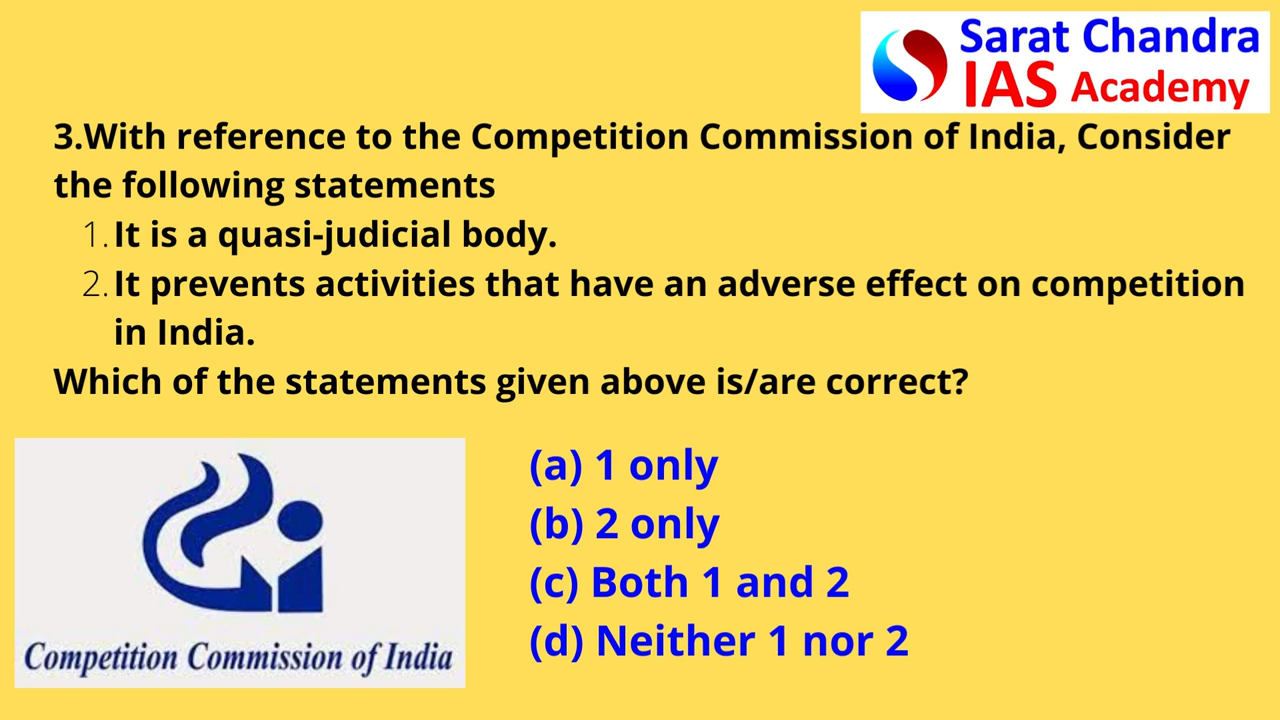 Sarat Chandra
IAS Academy
3.With reference to the Competition Commission of India, Consider
the following statements
1. It is a quasi-judicial body.
2. It prevents activities that have an adverse effect on competition
in India.
Which of the statements given above is/are correct?
(a) 1 only
(b) 2 only
(c) Both 1 and 2
(d) Neither 1 nor 2
Competition Commission of India